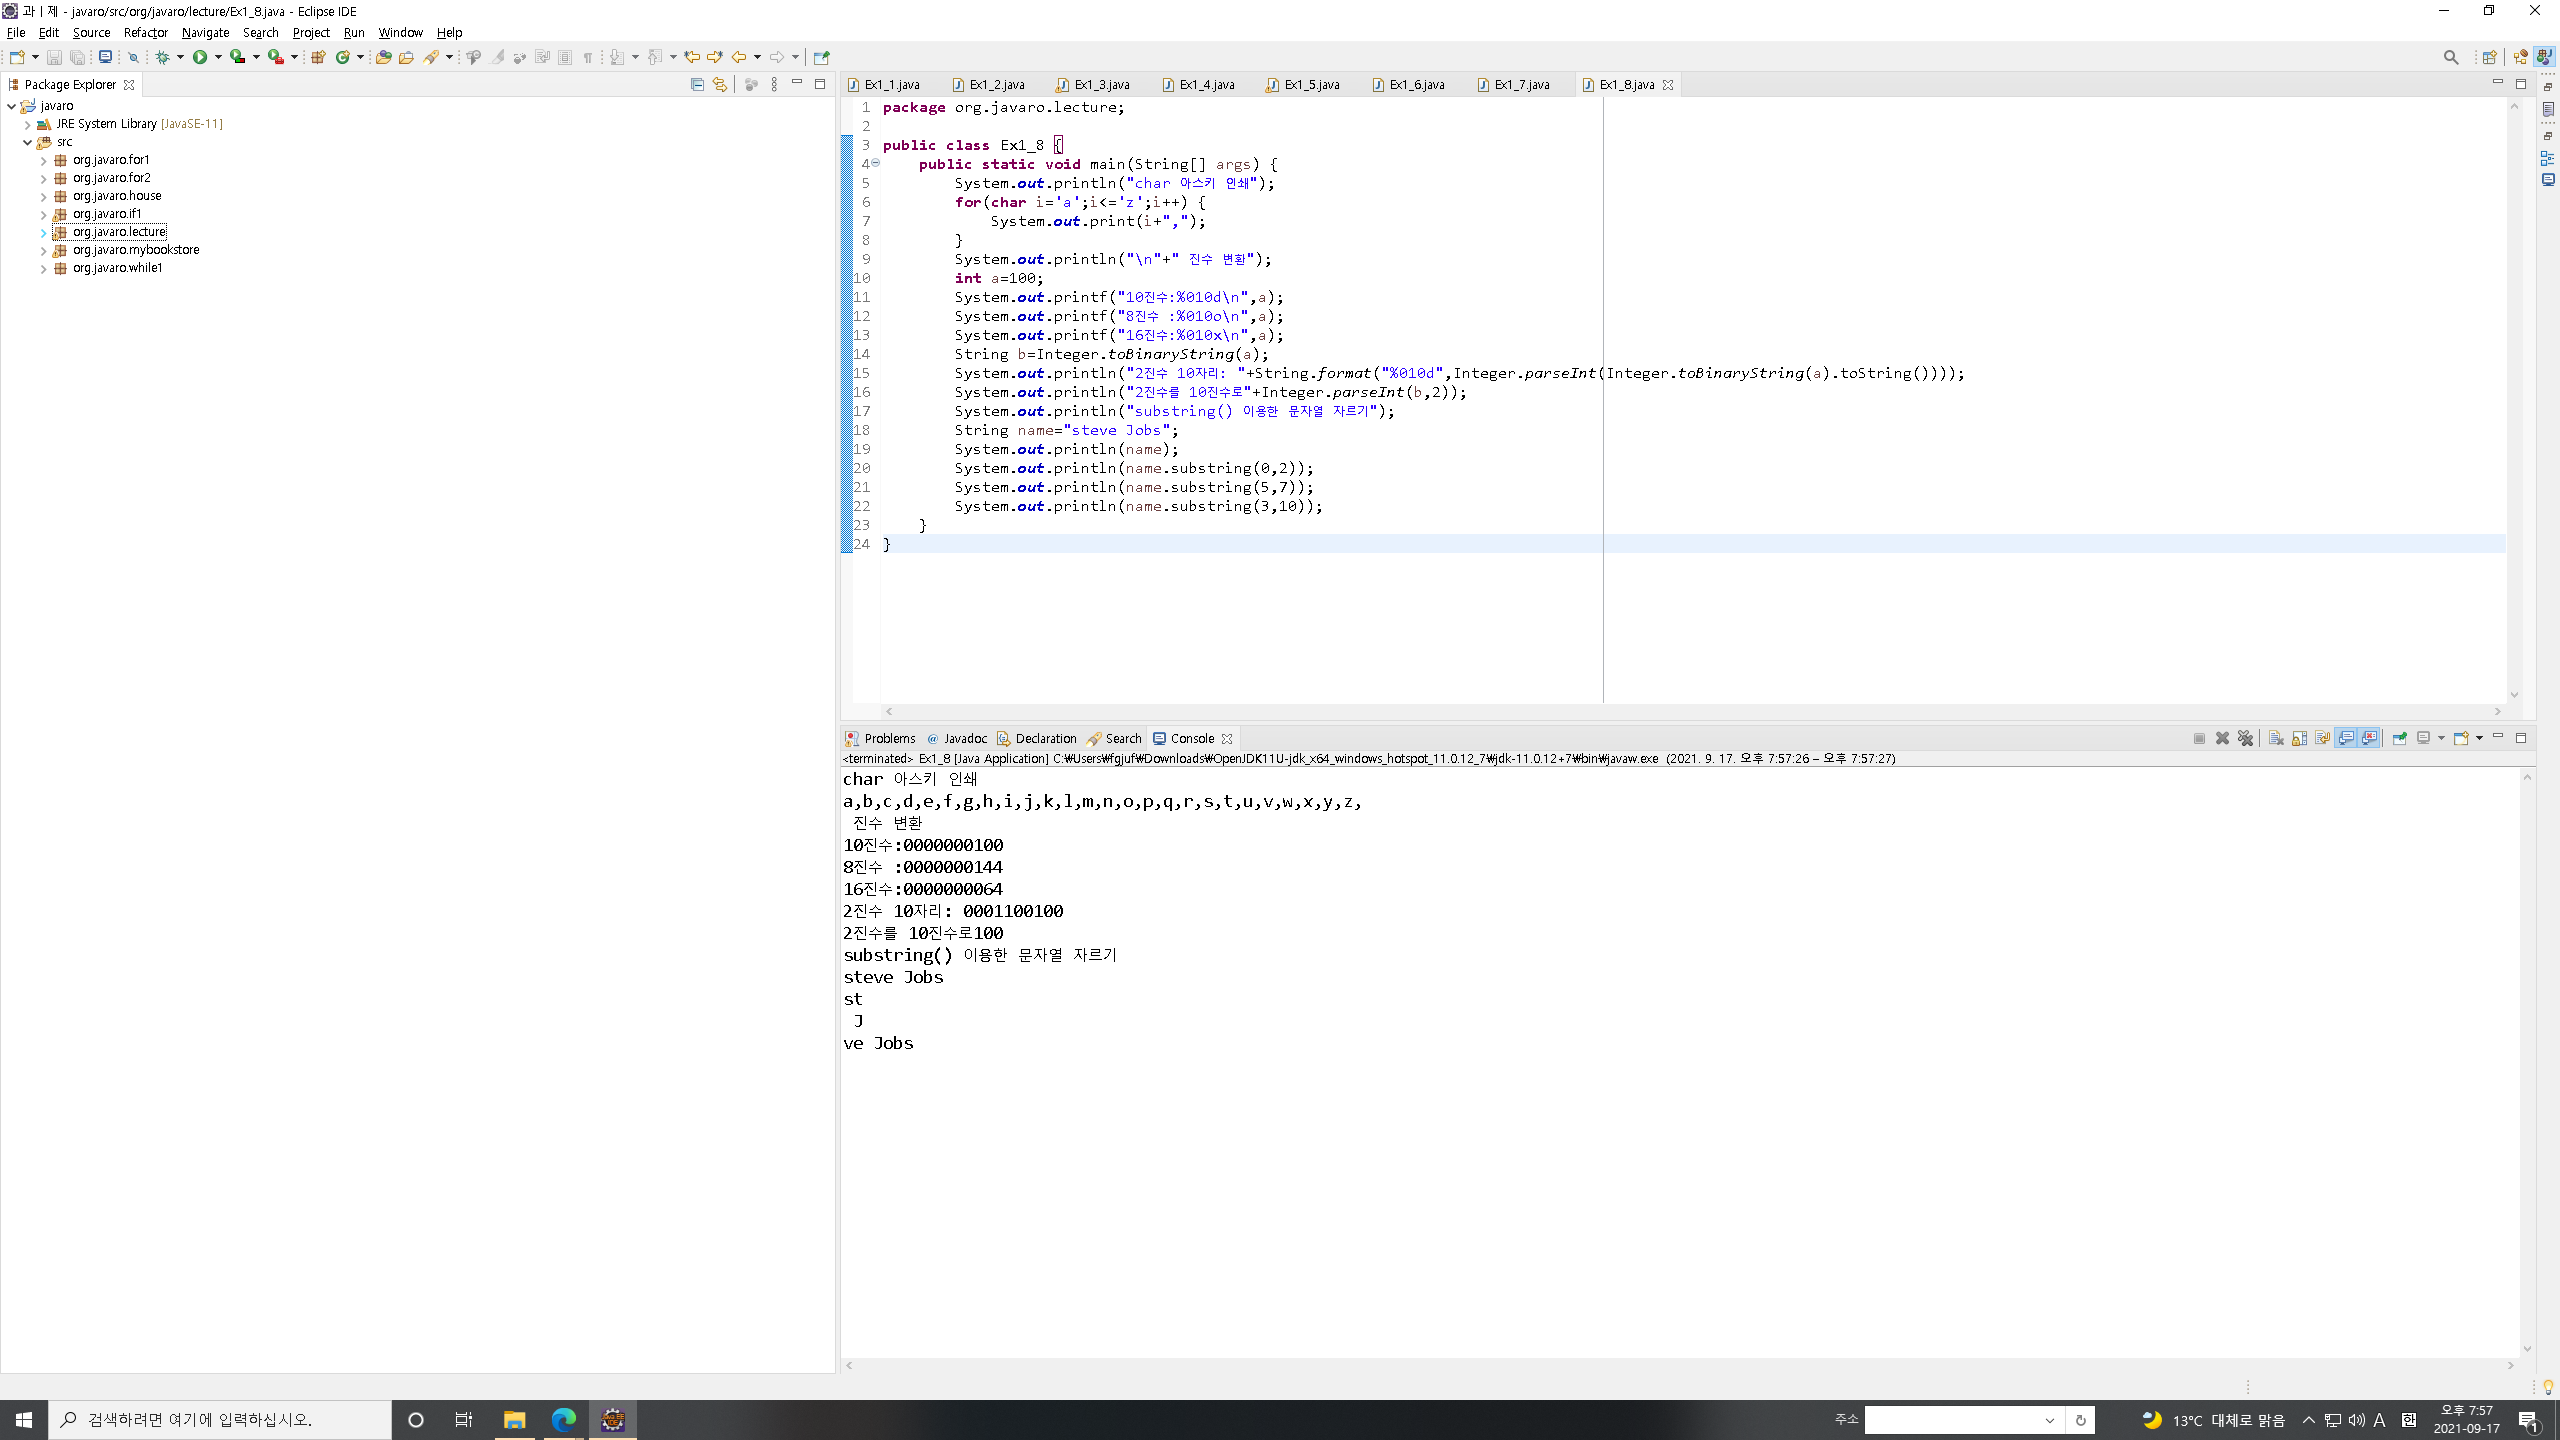 과ㅣ제 - javaro/src/org/javaro/lecture/Ex1_8.java - Eclipse IDE
File Edit Source Refactor Navigate Search Project Run Window Help
Package Explorer
javaro
JRE System Library [JavaSE-11]
src
org.javaro.for1
org.javaro.for2
org.javaro.house
org.javaro.if1
org.javaro.lecture
org.javaro.mybookstore
org.javaro.while1
Ex1_1.java Ex1_2.java Ex1_3.java Ex1_4.java Ex1_5.java Ex1_6.java Ex1_7.java Ex1_8.java
1 package org.javaro.lecture;
2
3 public class Ex1_8 {
4 public static void main(String[] args) {
5 System.out.println("char 아스키 인쇄");
6 for(char i='a';i<='z';i++) {
7 System.out.print(i+",");
8 }
9 System.out.println("\n"+" 진수 변환");
10 int a=100;
11 System.out.printf("10진수:%010d\n",a);
12 System.out.printf("8진수 :%010o\n",a);
13 System.out.printf("16진수:%010x\n",a);
14 String b=Integer.toBinaryString(a);
15 System.out.println("2진수 10자리: "+String.format("%010d",Integer.parseInt(Integer.toBinaryString(a).toString())));
16 System.out.println("2진수를 10진수로"+Integer.parseInt(b,2));
17 System.out.println("substring() 이용한 문자열 자르기");
18 String name="steve Jobs";
19 System.out.println(name);
20 System.out.println(name.substring(0,2));
21 System.out.println(name.substring(5,7));
22 System.out.println(name.substring(3,10));
23 }
24 }
Problems Javadoc Declaration Search Console
<terminated> Ex1_8 [Java Application] C:₩Users₩fgjuf₩Downloads₩OpenJDK11U-jdk_x64_windows_hotspot_11.0.12_7₩jdk-11.0.12+7₩bin₩javaw.exe (2021. 9. 17. 오후 7:57:26 – 오후 7:57:27)
char 아스키 인쇄
a,b,c,d,e,f,g,h,i,j,k,l,m,n,o,p,q,r,s,t,u,v,w,x,y,z,
진수 변환
10진수:0000000100
8진수 :0000000144
16진수:0000000064
2진수 10자리: 0001100100
2진수를 10진수로100
substring() 이용한 문자열 자르기
steve Jobs
st
J
ve Jobs
검색하려면 여기에 입력하십시오.
주소
13°C 대체로 맑음
A
한
오후 7:57
2021-09-17
1